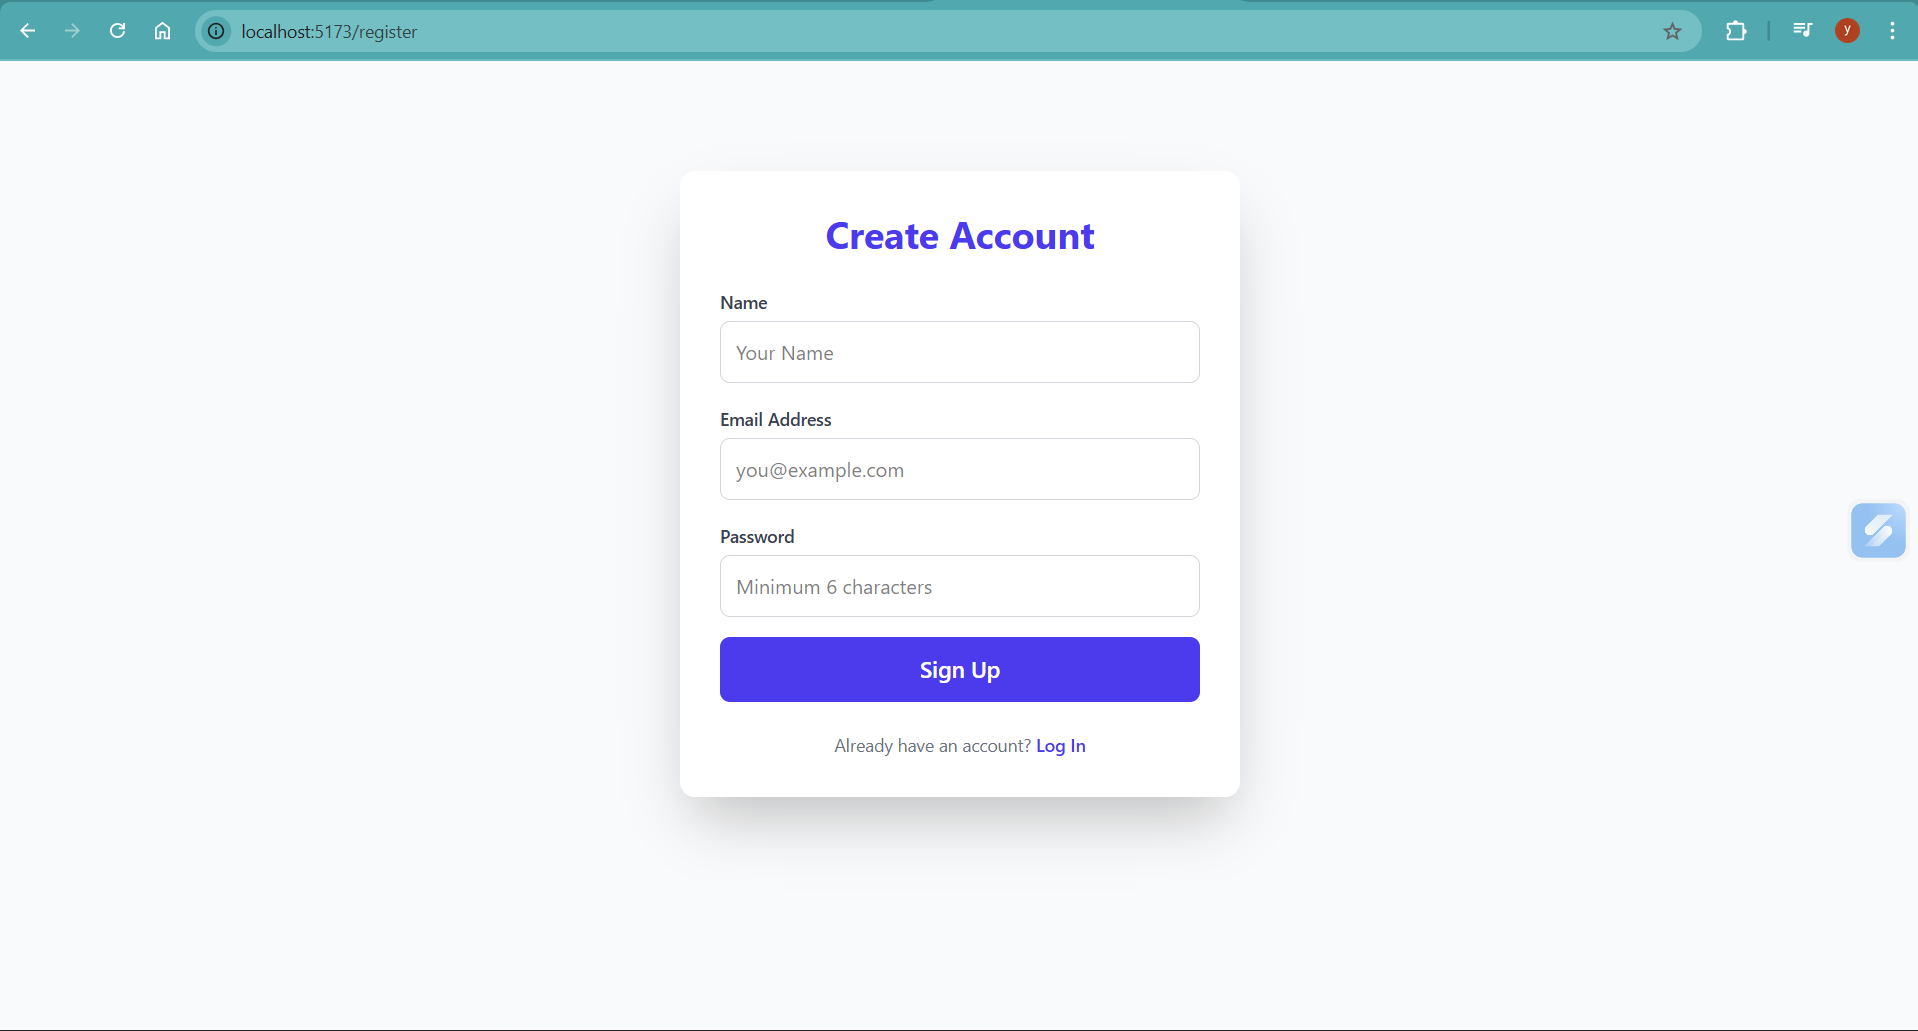 localhost:5173/register
y
Create Account
Name
Your Name
Email Address
you@example.com
Password
Minimum 6 characters
Sign Up
Already have an account? Log In